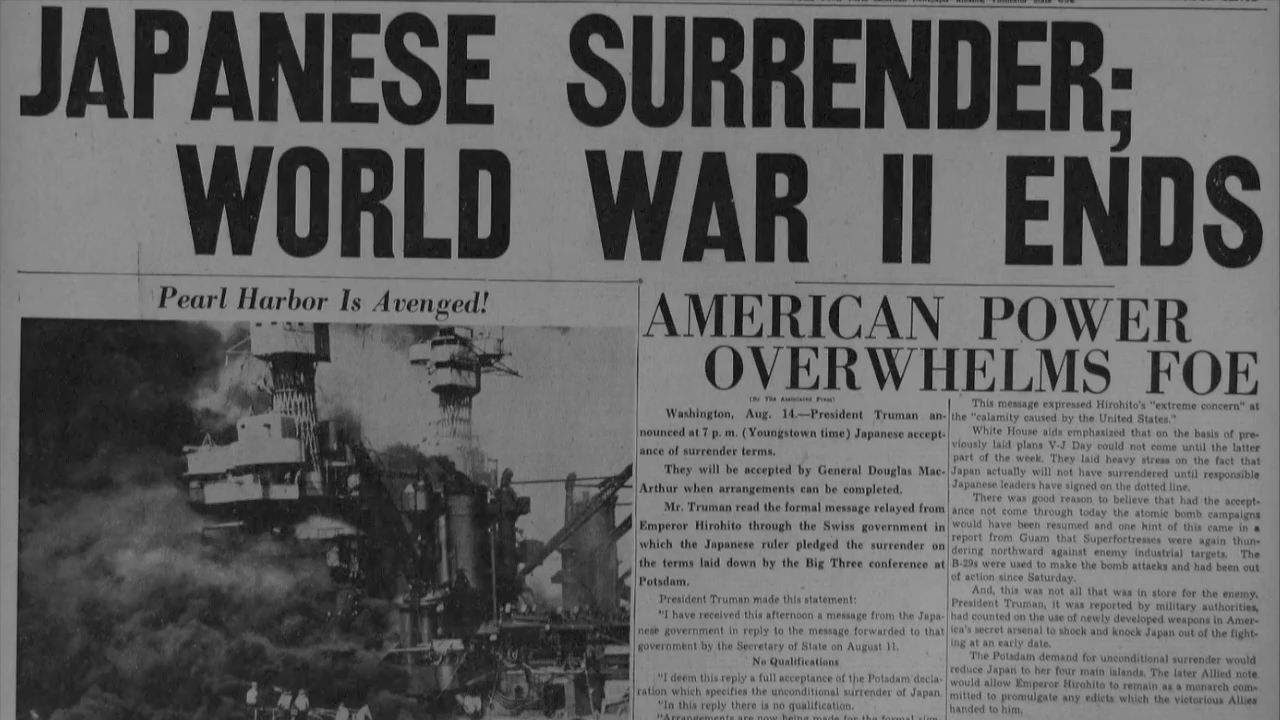 JAPANESE SURRENDER;
WORLD WAR II ENDS
Pearl Harbor Is Avenged!
AMERICAN POWER
OVERWHELMS FOE
(By The Associated Press)
Washington, Aug. 14.—President Truman an-
nounced at 7 p. m. (Youngstown time) Japanese accept-
ance of surrender terms.
They will be accepted by General Douglas Mac-
Arthur when arrangements can be completed.
Mr. Truman read the formal message relayed from
Emperor Hirohito through the Swiss government in
which the Japanese ruler pledged the surrender on
the terms laid down by the Big Three conference at
Potsdam.
President Truman made this statement:
"I have received this afternoon a message from the Japa-
nese government in reply to the message forwarded to that
government by the Secretary of State on August 11.
No Qualifications
"I deem this reply a full acceptance of the Potsdam decla-
ration which specifies the unconditional surrender of Japan.
"In this reply there is no qualification.
"Arrangements are now being made for the formal sign-
This message expressed Hirohito's "extreme concern" at
the "calamity caused by the United States."
White House aids emphasized that on the basis of pre-
viously laid plans V-J Day could not come until the latter
part of the week. They laid heavy stress on the fact that
Japan actually will not have surrendered until responsible
Japanese leaders have signed on the dotted line.
There was good reason to believe that had the accept-
ance not come through today the atomic bomb campaigns
would have been resumed and one hint of this came in a
report from Guam that Superfortresses were again thun-
dering northward against enemy industrial targets. The
B-29s were used to make the bomb attacks and had been out
of action since Saturday.
And, this was not all that was in store for the enemy.
President Truman, it was reported by military authorities,
had counted on the use of newly developed weapons in Amer-
ica's secret arsenal to shock and knock Japan out of the fight-
ing at an early date.
The Potsdam demand for unconditional surrender would
reduce Japan to her four main islands. The later Allied note
would allow Emperor Hirohito to remain as a monarch com-
mitted to promulgate any edicts which the victorious Allies
handed to him.